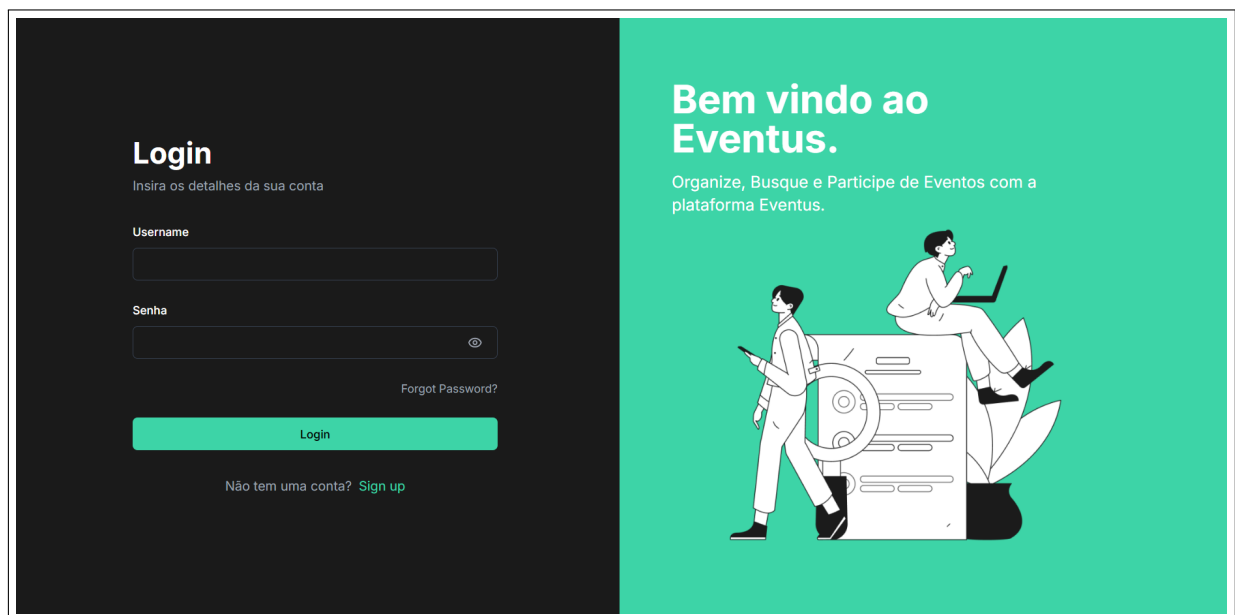 Login
Insira os detalhes da sua conta
Username
Senha
Forgot Password?
Login
Não tem uma conta? Sign up
Bem vindo ao
Eventus.
Organize, Busque e Participe de Eventos com a
plataforma Eventus.